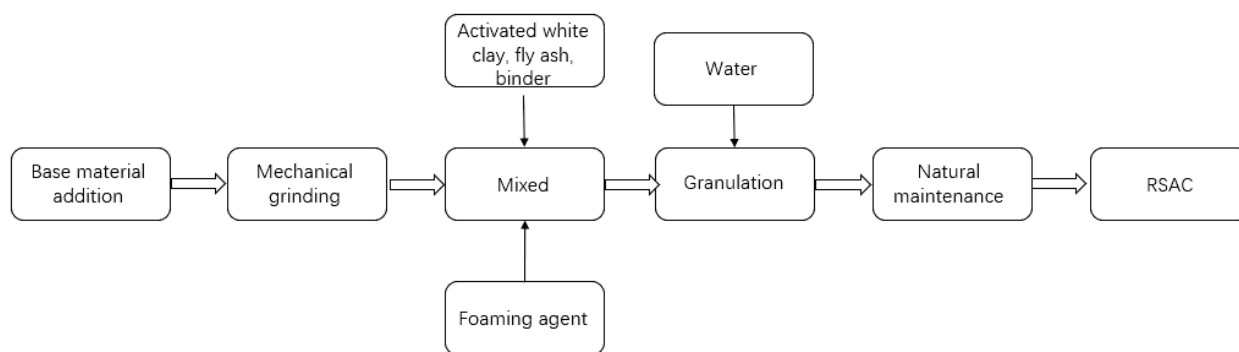 Activated white
clay, fly ash,
binder
Water
Base material
addition
Mechanical
grinding
Mixed
Granulation
Natural
maintenance
RSAC
Foaming agent